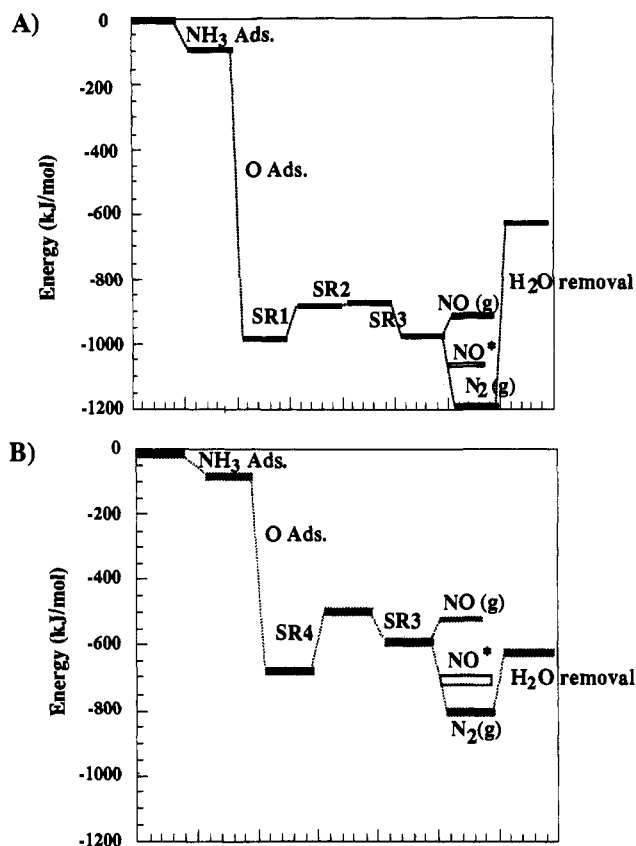 A)
Energy (kJ/mol)
0
-200
-400
-600
-800
-1000
-1200
NH3 Ads.
O Ads.
SR1
SR2
SR3
NO (g)
NO*
N2 (g)
H2O removal
B)
Energy (kJ/mol)
0
-200
-400
-600
-800
-1000
-1200
NH3 Ads.
O Ads.
SR4
SR3
NO (g)
NO*
N2(g)
H2O removal